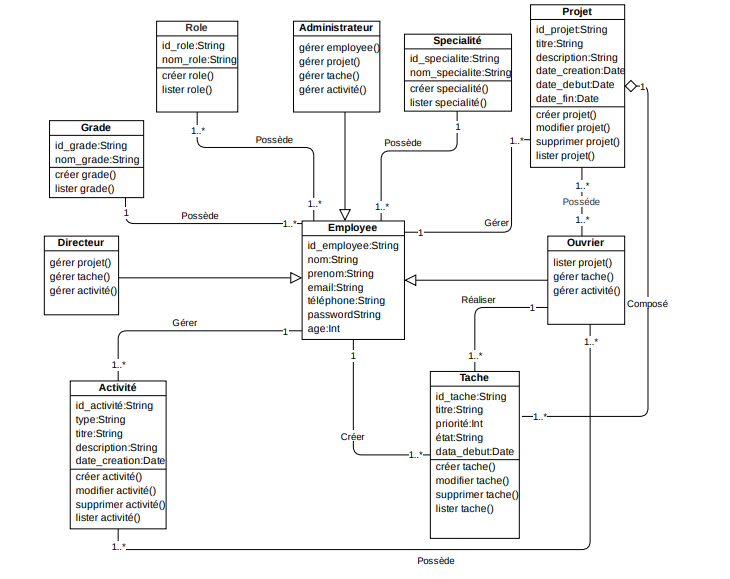 Role
id_role:String
nom_role:String
créer role()
lister role()
Administrateur
gérer employee()
gérer projet()
gérer tache()
gérer activité()
Specialité
id_specialite:String
nom_specialite:String
créer specialité()
lister specialité()
Projet
id_projet:String
titre:String
description:String
date_creation:Date
date_debut:Date
date_fin:Date
créer projet()
modifier projet()
supprimer projet()
lister projet()
1
Grade
id_grade:String
nom_grade:String
créer grade()
lister grade()
1..*
Possède
1..*
1
Possède
1..*
1..*
Gérer
1
1
Possède
1..*
1..*
Posséde
1..*
Directeur
gérer projet()
gérer tache()
gérer activité()
Employee
id_employee:String
nom:String
prenom:String
email:String
téléphone:String
passwordString
age:Int
Ouvrier
lister projet()
gérer tache()
gérer activité()
Composé
Réaliser
1
1..*
Gérer
1
1..*
1
Créer
1..*
1..*
1..*
Activité
id_activité:String
type:String
titre:String
description:String
date_creation:Date
créer activité()
modifier activité()
supprimer activité()
lister activité()
Tache
id_tache:String
titre:String
priorité:Int
état:String
data_debut:Date
créer tache()
modifier tache()
supprimer tache()
lister tache()
1..*
Possède